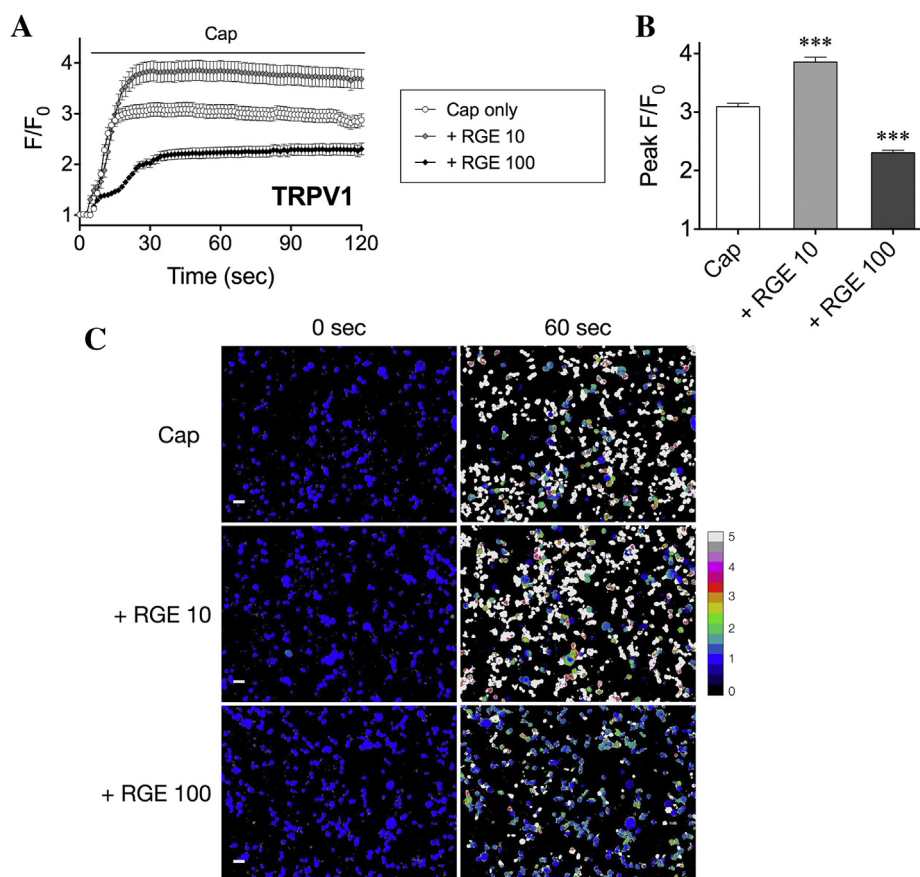 A
Cap
4
3
2
1
F/F0
0 30 60 90 120
Time (sec)
TRPV1
Cap only
+ RGE 10
+ RGE 100
B
4
3
2
1
Peak F/F0
***
***
Cap
+ RGE 10
+ RGE 100
C
0 sec 60 sec
Cap
+ RGE 10
+ RGE 100
5
4
3
2
1
0